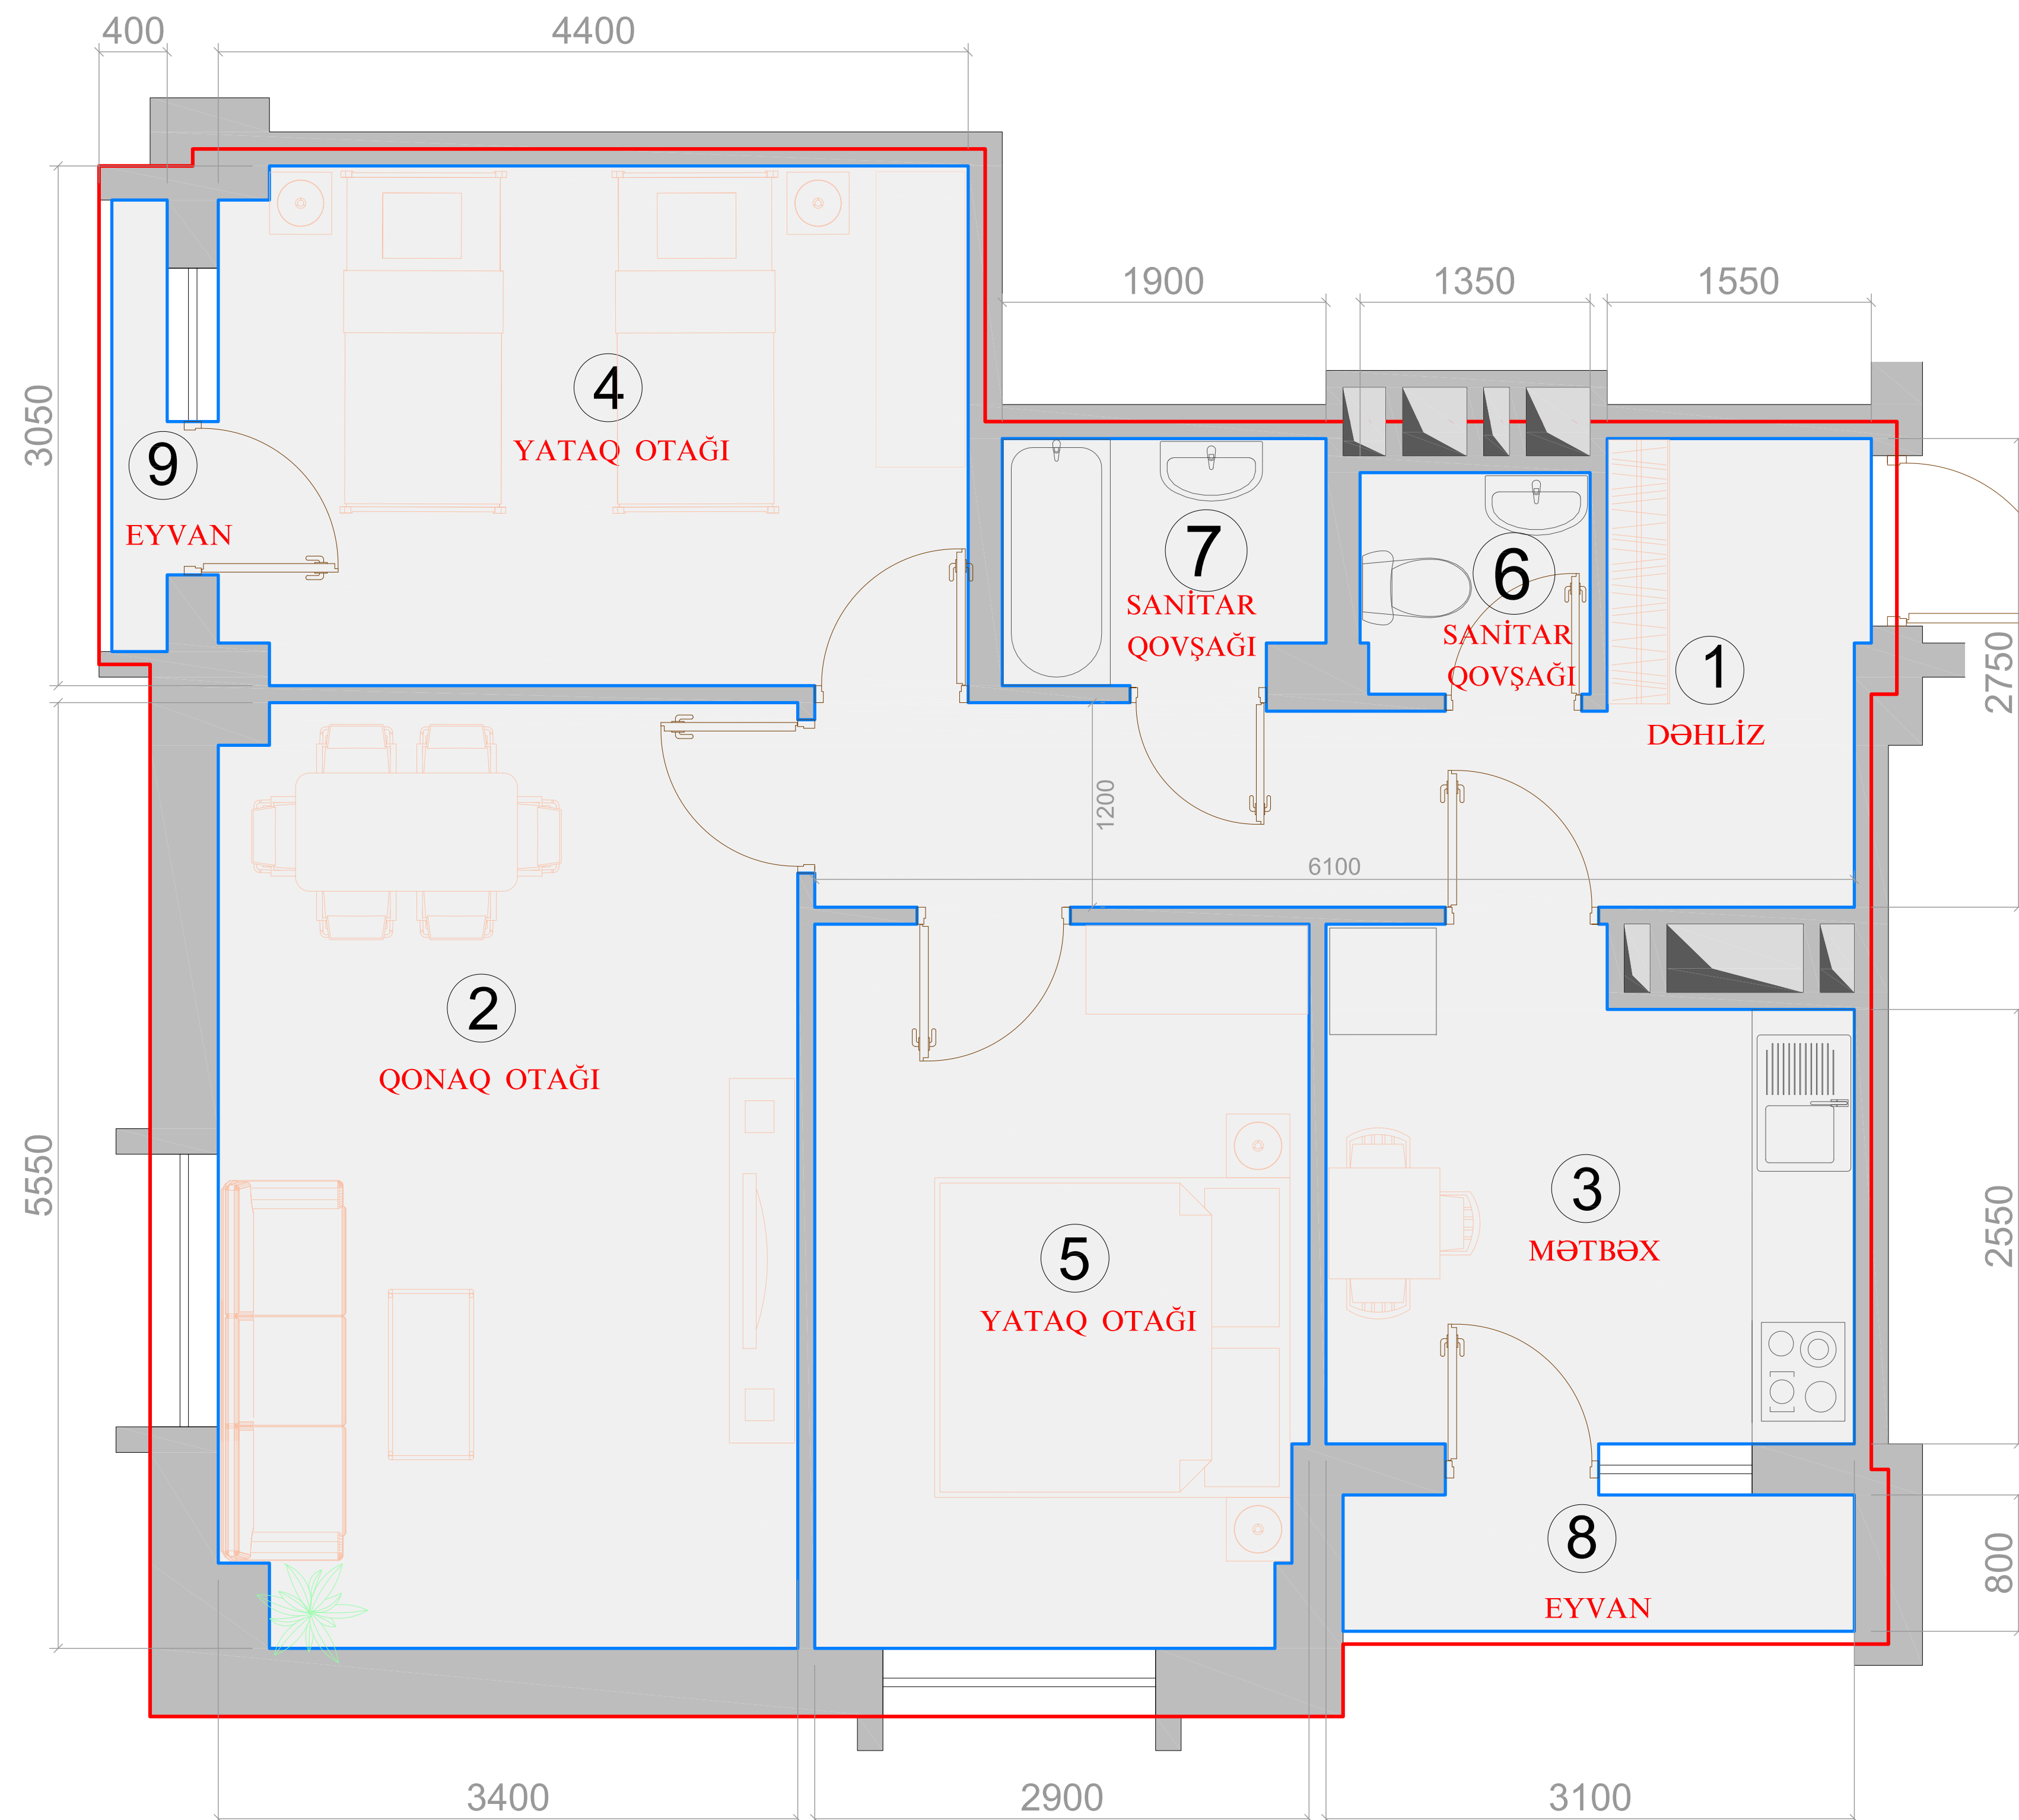 400
4400
1900
1350
1550
3050
4
YATAQ OTAĞI
9
EYVAN
7
SANİTAR
QOVŞAĞI
6
SANİTAR
QOVŞAĞI
1
DƏHLİZ
2750
1200
6100
2
QONAQ OTAĞI
5550
3
MƏTBƏX
2550
5
YATAQ OTAĞI
8
EYVAN
800
3400
2900
3100